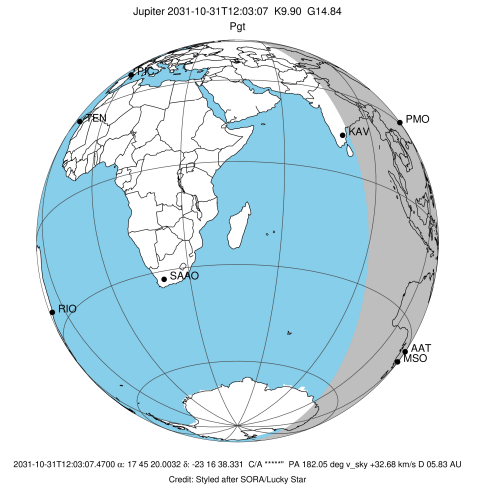 Jupiter 2031-10-31T12:03:07 K9.90 G14.84
Pgt
PJC
TEN
PMO
KAV
SAAO
RIO
AAT
MSO
2031-10-31T12:03:07.4700 α: 17 45 20.0032 δ: -23 16 38.331 C/A *****" PA 182.05 deg v_sky +32.68 km/s D 05.83 AU
Credit: Styled after SORA/Lucky Star